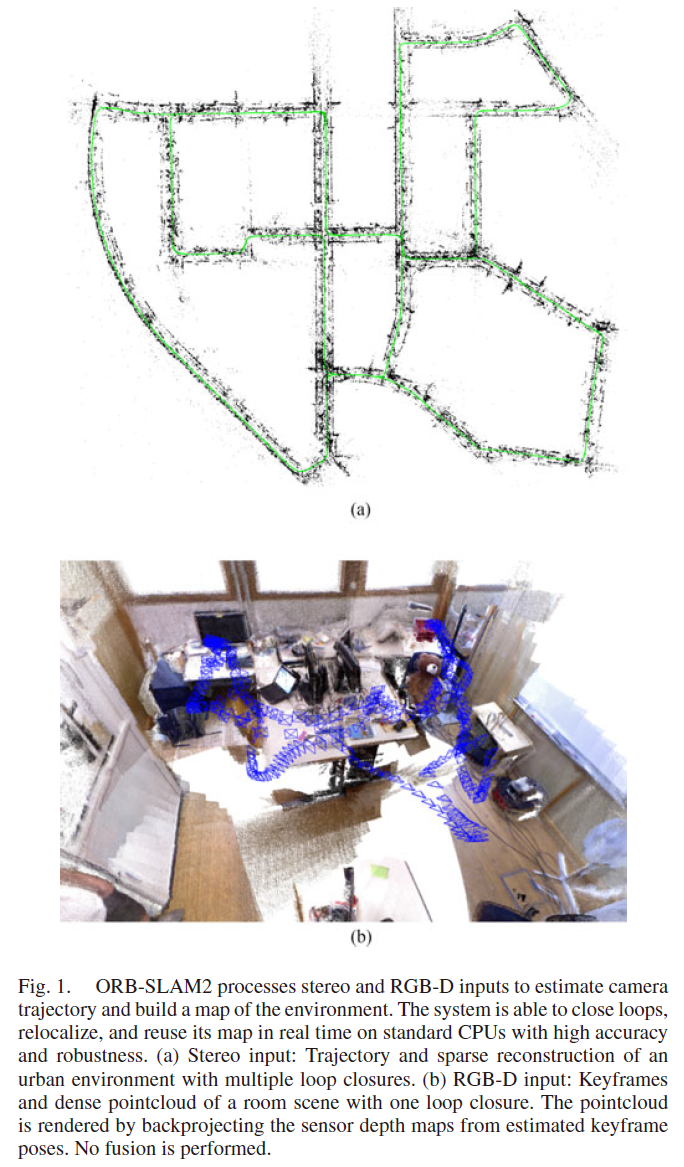 (a)
(b)
Fig. 1. ORB-SLAM2 processes stereo and RGB-D inputs to estimate camera
trajectory and build a map of the environment. The system is able to close loops,
relocalize, and reuse its map in real time on standard CPUs with high accuracy
and robustness. (a) Stereo input: Trajectory and sparse reconstruction of an
urban environment with multiple loop closures. (b) RGB-D input: Keyframes
and dense pointcloud of a room scene with one loop closure. The pointcloud
is rendered by backprojecting the sensor depth maps from estimated keyframe
poses. No fusion is performed.